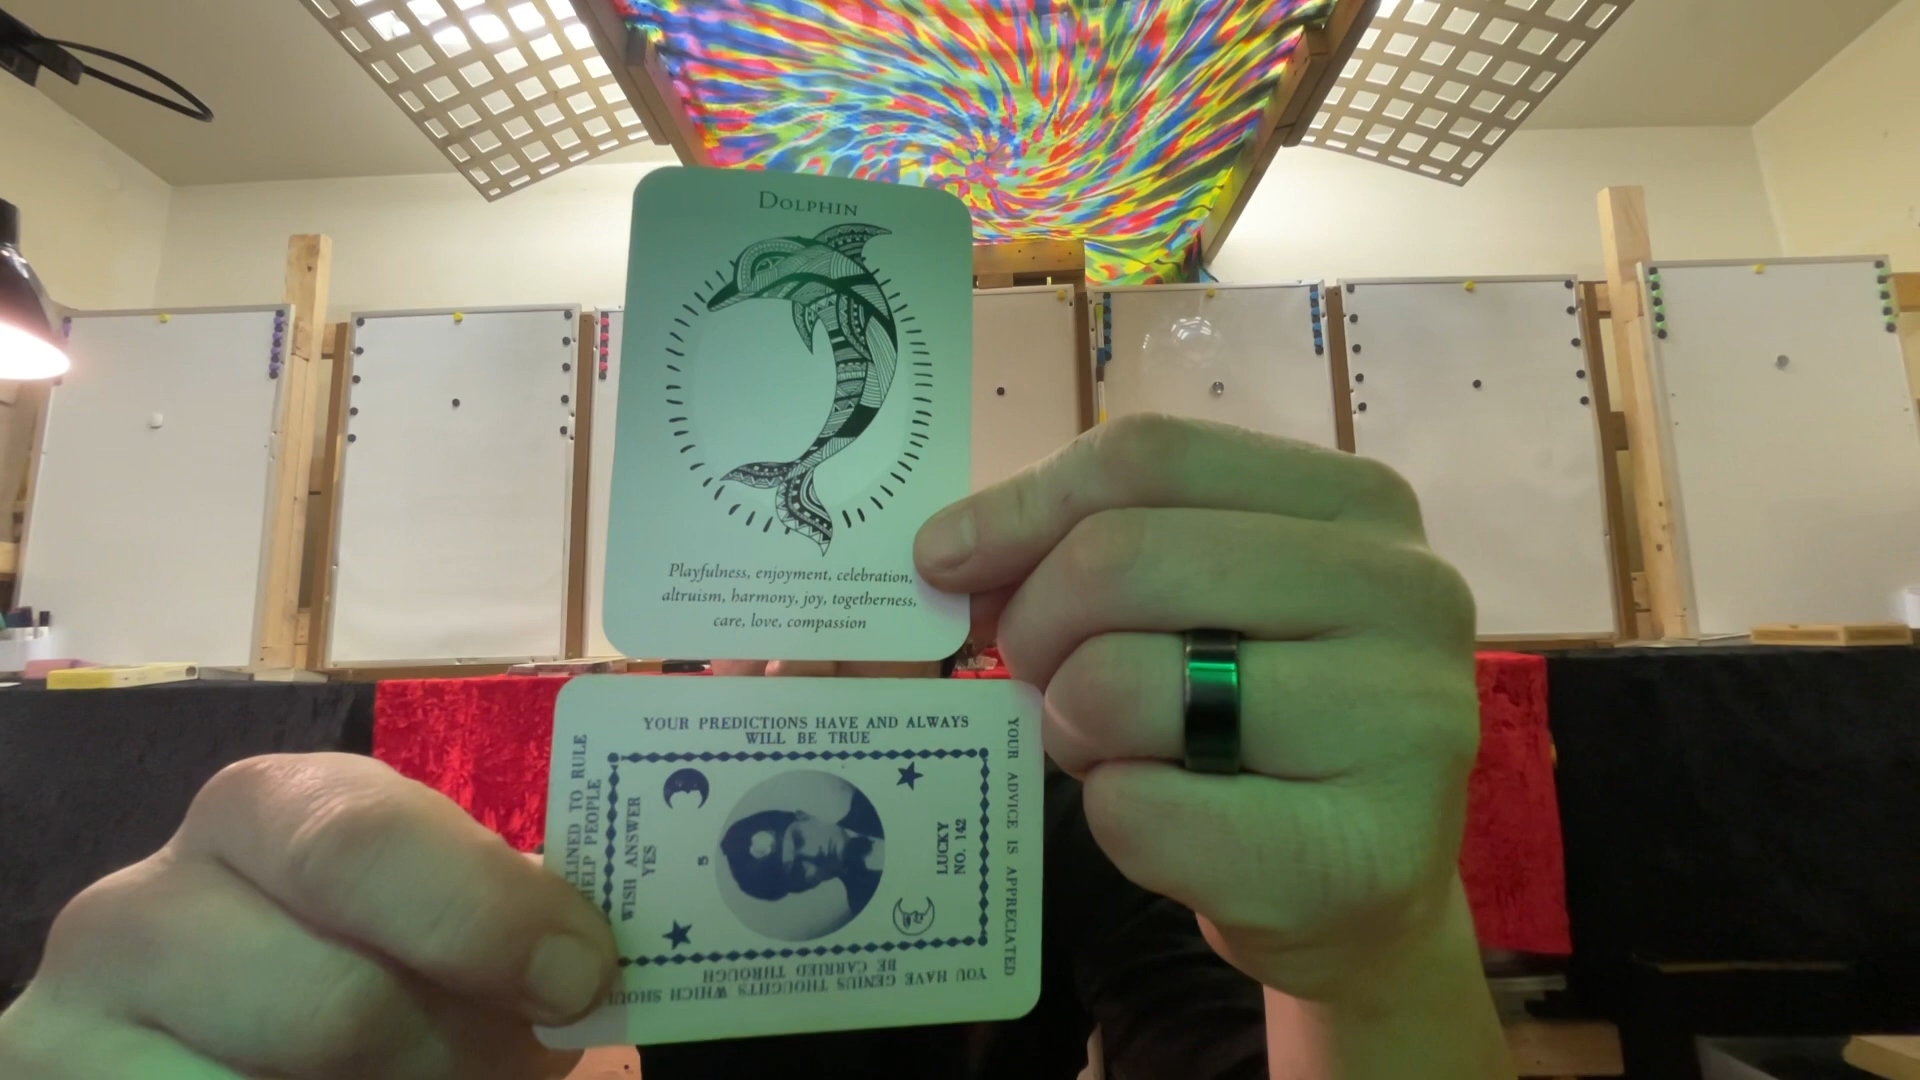 DOLPHIN
Playfulness, enjoyment, celebration,
altruism, harmony, joy, togetherness,
care, love, compassion
YOUR PREDICTIONS HAVE AND ALWAYS
WILL BE TRUE
TO RULE
HELP PEOPLE
WISH ANSWER
YES
5
LUCKY
NO. 142
YOUR ADVICE IS APPRECIATED
YOU HAVE GENIUS THOUGHTS WHICH
BE CARRIED THROUGH